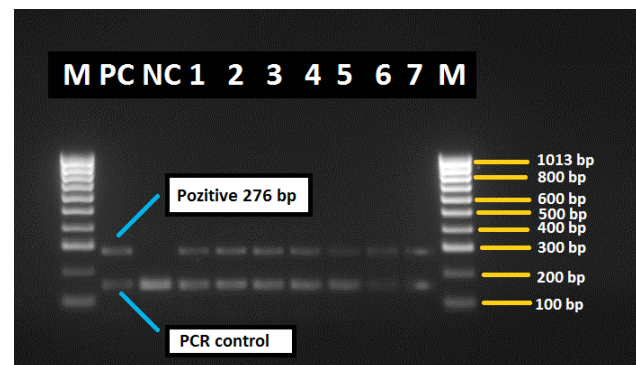 M PC NC 1 2 3 4 5 6 7 M
1013 bp
800 bp
Pozitive 276 bp
600 bp
500 bp
400 bp
300 bp
200 bp
100 bp
PCR control